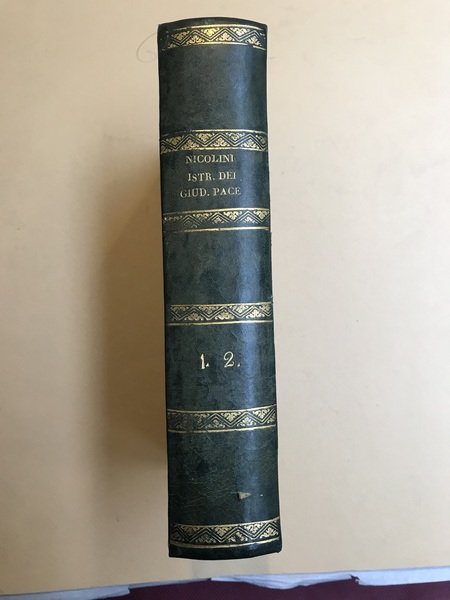 NICOLINI
ISTR. DEI
GIUD. PACE
1. 2.